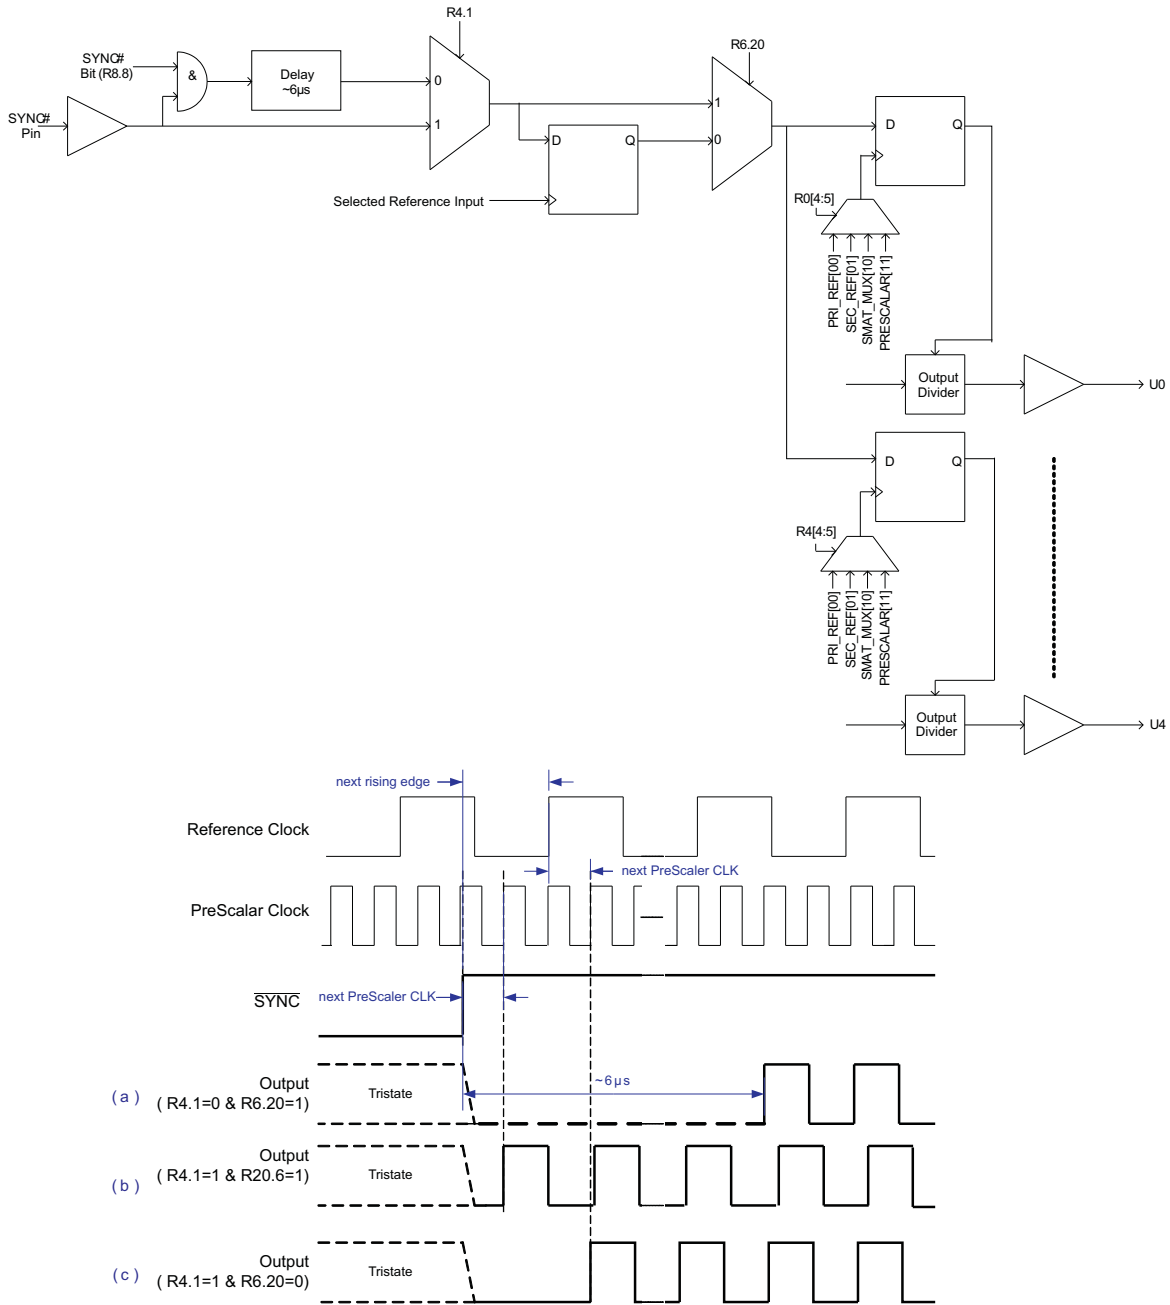 R4.1
SYNC#
Bit (R8.8)
&
Delay
~6µs
0
R6.20
SYNC#
Pin
1
1
0
D
Q
Selected Reference Input
D
Q
R0[4:5]
PRI_REF[00]
SEC_REF[01]
SMAT_MUX[10]
PRESCALAR[11]
Output
Divider
U0
D
Q
R4[4:5]
PRI_REF[00]
SEC_REF[01]
SMAT_MUX[10]
PRESCALAR[11]
Output
Divider
U4
next rising edge
Reference Clock
next PreScaler CLK
PreScalar Clock
SYNC
next PreScaler CLK
(a)
Output
( R4.1=0 & R6.20=1)
Tristate
~6µs
(b)
Output
( R4.1=1 & R20.6=1)
Tristate
(c)
Output
( R4.1=1 & R6.20=0)
Tristate